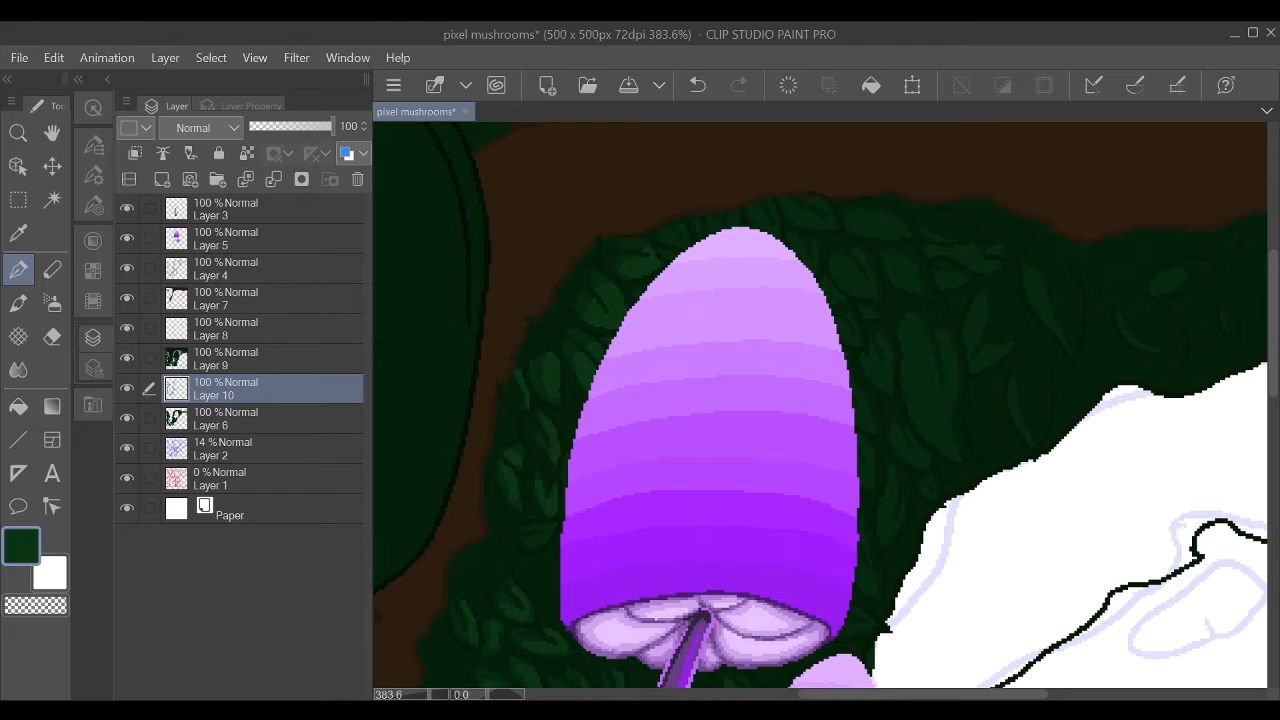 pixel mushrooms* (500 x 500px 72dpi 383.6%) - CLIP STUDIO PAINT PRO
File Edit Animation Layer Select View Filter Window Help
Too Layer Layer Property
pixel mushrooms*
Normal 100
100 %Normal
Layer 3
100 %Normal
Layer 5
100 %Normal
Layer 4
100 %Normal
Layer 7
100 %Normal
Layer 8
100 %Normal
Layer 9
100 %Normal
Layer 10
100 %Normal
Layer 6
14 %Normal
Layer 2
0 %Normal
Layer 1
Paper
383.6 0.0